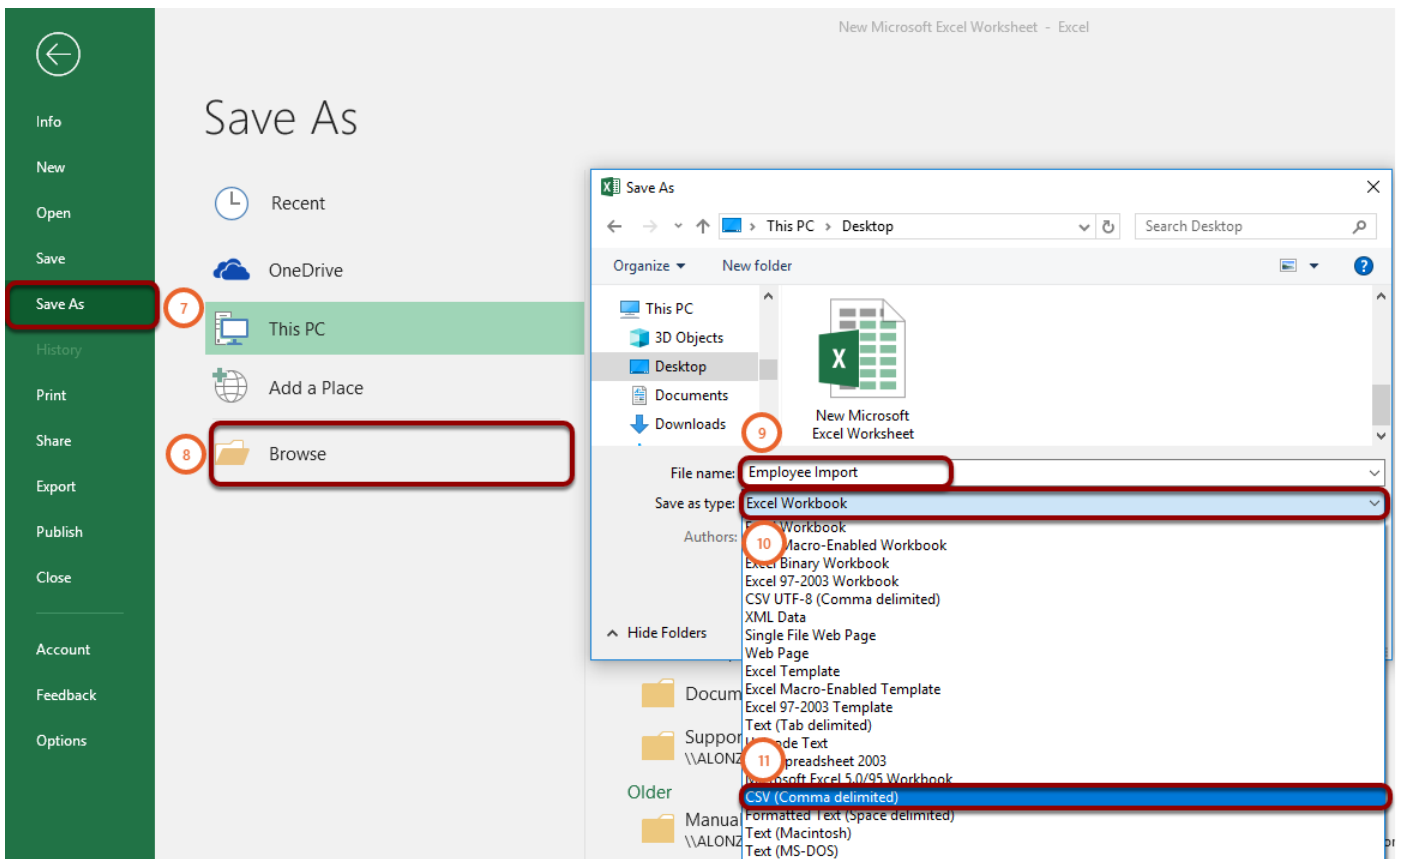 New Microsoft Excel Worksheet - Excel
Info
New
Open
Save
Save As
History
Print
Share
Export
Publish
Close
Account
Feedback
Options
Save As
Recent
OneDrive
This PC
Add a Place
Browse
7
8
Save As
This PC > Desktop
Search Desktop
Organize
New folder
?
This PC
3D Objects
Desktop
Documents
Downloads
X
New Microsoft
Excel Worksheet
9
File name: Employee Import
Save as type: Excel Workbook
Authors:
10
Workbook
Macro-Enabled Workbook
Excel Binary Workbook
Excel 97-2003 Workbook
CSV UTF-8 (Comma delimited)
XML Data
Single File Web Page
Web Page
Excel Template
Excel Macro-Enabled Template
Excel 97-2003 Template
Text (Tab delimited)
Text
11
2003
Microsoft Excel 5.0/95 Workbook
CSV (Comma delimited)
Formatted Text (Space delimited)
Text (Macintosh)
Text (MS-DOS)
Hide Folders
Docum
Suppor
\\ALONZ
Older
Manual
\\ALONZ